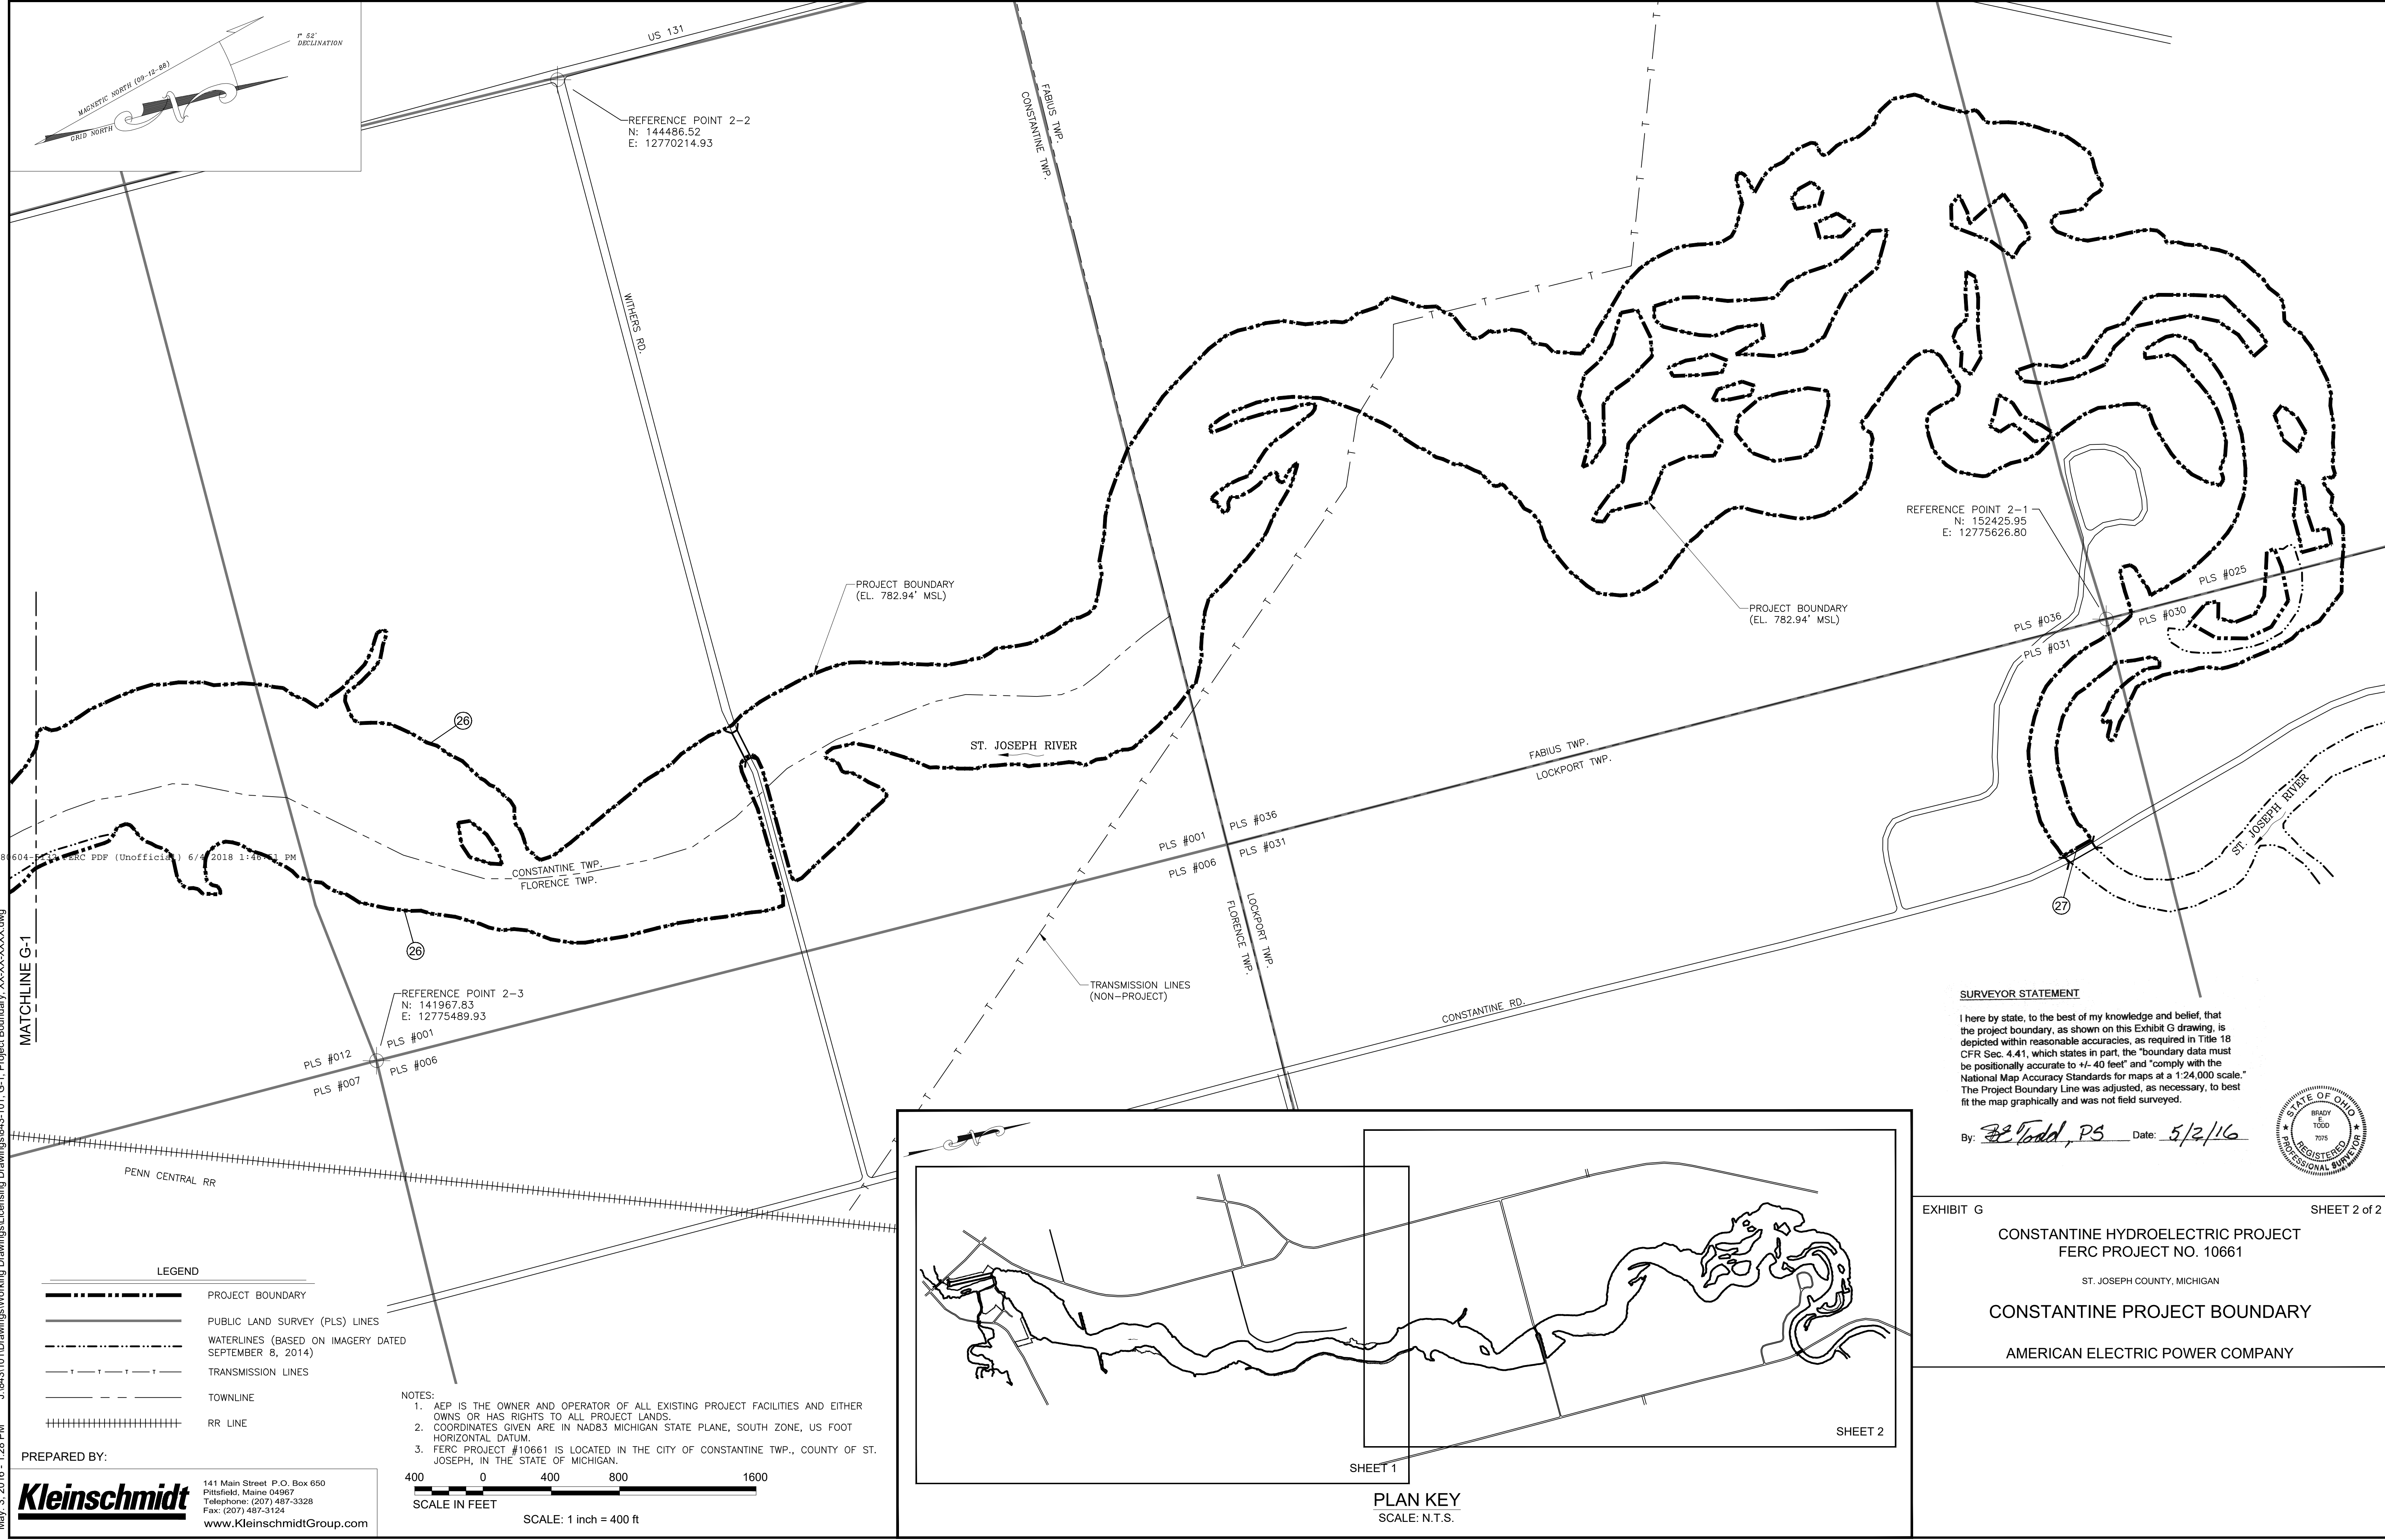 1° 52'
DECLINATION
MAGNETIC NORTH (09-12-88)
GRID NORTH
N
US 131
REFERENCE POINT 2-2
N: 144486.52
E: 12770214.93
FABIUS TWP.
CONSTANTINE TWP.
WITHERS RD.
REFERENCE POINT 2-1
N: 152425.95
E: 12775626.80
PROJECT BOUNDARY
(EL. 782.94' MSL)
PROJECT BOUNDARY
(EL. 782.94' MSL)
PLS #025
PLS #030
PLS #036
PLS #031
26
ST. JOSEPH RIVER
FABIUS TWP.
LOCKPORT TWP.
ST. JOSEPH RIVER
PLS #001
PLS #036
PLS #006
PLS #031
CONSTANTINE TWP.
FLORENCE TWP.
FERC PDF (Unofficial) 6/4/2018 1:46:51 PM
LOCKPORT TWP.
FLORENCE TWP.
27
26
MATCHLINE G-1
REFERENCE POINT 2-3
N: 141967.83
E: 12775489.93
TRANSMISSION LINES
(NON-PROJECT)
CONSTANTINE RD.
PLS #012
PLS #001
PLS #007
PLS #006
PENN CENTRAL RR
SURVEYOR STATEMENT
I here by state, to the best of my knowledge and belief, that
the project boundary, as shown on this Exhibit G drawing, is
depicted within reasonable accuracies, as required in Title 18
CFR Sec. 4.41, which states in part, the "boundary data must
be positionally accurate to +/- 40 feet" and "comply with the
National Map Accuracy Standards for maps at a 1:24,000 scale."
The Project Boundary Line was adjusted, as necessary, to best
fit the map graphically and was not field surveyed.
By: BE Todd, PS Date: 5/2/16
STATE OF OHIO
BRADY
E.
TODD
7075
REGISTERED
PROFESSIONAL SURVEYOR
LEGEND
PROJECT BOUNDARY
PUBLIC LAND SURVEY (PLS) LINES
WATERLINES (BASED ON IMAGERY DATED
SEPTEMBER 8, 2014)
T T T T
TRANSMISSION LINES
TOWNLINE
RR LINE
NOTES:
1. AEP IS THE OWNER AND OPERATOR OF ALL EXISTING PROJECT FACILITIES AND EITHER
OWNS OR HAS RIGHTS TO ALL PROJECT LANDS.
2. COORDINATES GIVEN ARE IN NAD83 MICHIGAN STATE PLANE, SOUTH ZONE, US FOOT
HORIZONTAL DATUM.
3. FERC PROJECT #10661 IS LOCATED IN THE CITY OF CONSTANTINE TWP., COUNTY OF ST.
JOSEPH, IN THE STATE OF MICHIGAN.
400 0 400 800 1600
SCALE IN FEET
SCALE: 1 inch = 400 ft
PREPARED BY:
Kleinschmidt
141 Main Street P.O. Box 650
Pittsfield, Maine 04967
Telephone: (207) 487-3328
Fax: (207) 487-3124
www.KleinschmidtGroup.com
SHEET 1
SHEET 2
PLAN KEY
SCALE: N.T.S.
EXHIBIT G
SHEET 2 of 2
CONSTANTINE HYDROELECTRIC PROJECT
FERC PROJECT NO. 10661
ST. JOSEPH COUNTY, MICHIGAN
CONSTANTINE PROJECT BOUNDARY
AMERICAN ELECTRIC POWER COMPANY